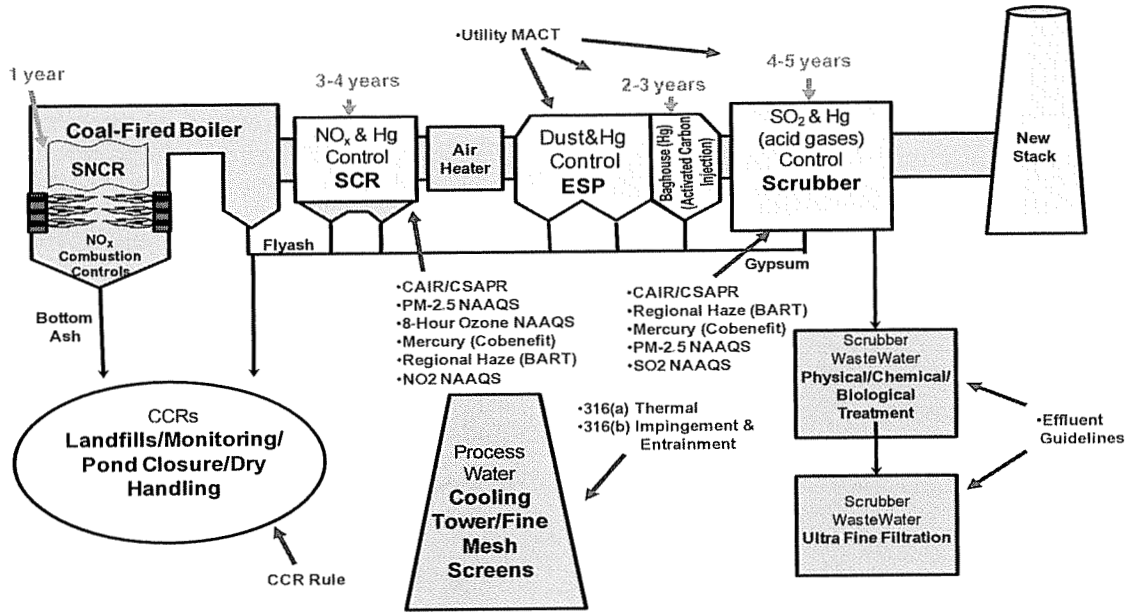 •Utility MACT
1 year
3-4 years
2-3 years
4-5 years
Coal-Fired Boiler
SNCR
NOx
Combustion
Controls
NOx & Hg
Control
SCR
Air
Heater
Dust&Hg
Control
ESP
Baghouse (Hg)
(Activated Carbon
Injection)
SO2 & Hg
(acid gases)
Control
Scrubber
New
Stack
Flyash
Gypsum
Bottom
Ash
•CAIR/CSAPR
•PM-2.5 NAAQS
•8-Hour Ozone NAAQS
•Mercury (Cobenefit)
•Regional Haze (BART)
•NO2 NAAQS
•CAIR/CSAPR
•Regional Haze (BART)
•Mercury (Cobenefit)
•PM-2.5 NAAQS
•SO2 NAAQS
Scrubber
WasteWater
Physical/Chemical/
Biological
Treatment
•Effluent
Guidelines
Scrubber
WasteWater
Ultra Fine Filtration
CCRs
Landfills/Monitoring/
Pond Closure/Dry
Handling
CCR Rule
Process
Water
Cooling
Tower/Fine
Mesh
Screens
•316(a) Thermal
•316(b) Impingement &
Entrainment